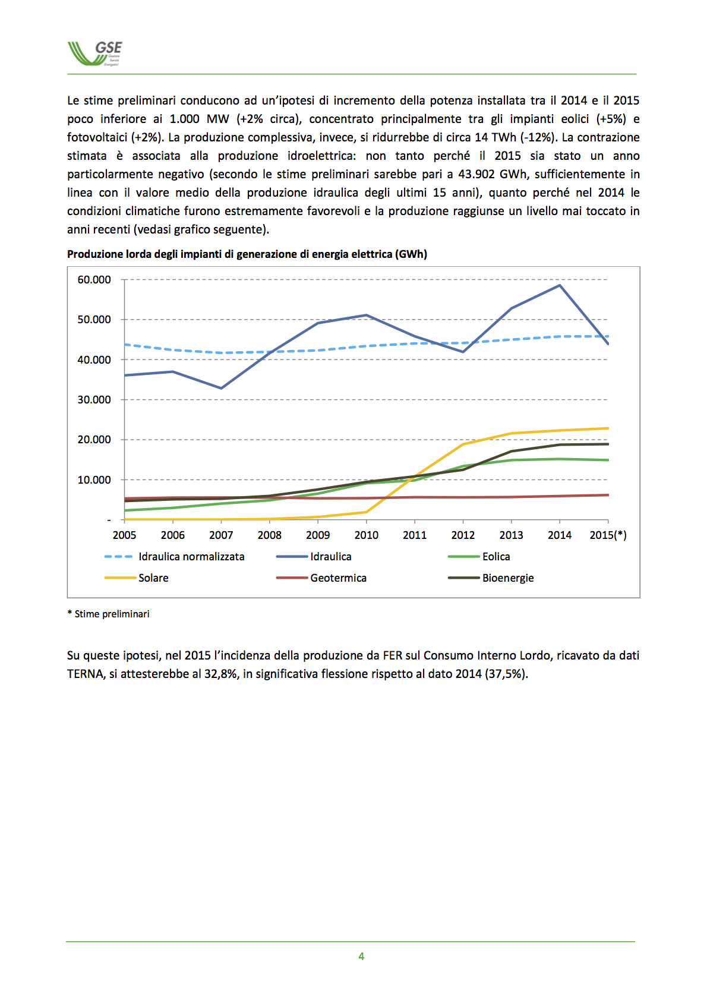 GSE
Gestore
Servizi
Energetici
Le stime preliminari conducono ad un’ipotesi di incremento della potenza installata tra il 2014 e il 2015
poco inferiore ai 1.000 MW (+2% circa), concentrato principalmente tra gli impianti eolici (+5%) e
fotovoltaici (+2%). La produzione complessiva, invece, si ridurrebbe di circa 14 TWh (-12%). La contrazione
stimata è associata alla produzione idroelettrica: non tanto perché il 2015 sia stato un anno
particolarmente negativo (secondo le stime preliminari sarebbe pari a 43.902 GWh, sufficientemente in
linea con il valore medio della produzione idraulica degli ultimi 15 anni), quanto perché nel 2014 le
condizioni climatiche furono estremamente favorevoli e la produzione raggiunse un livello mai toccato in
anni recenti (vedasi grafico seguente).
Produzione lorda degli impianti di generazione di energia elettrica (GWh)
60.000
50.000
40.000
30.000
20.000
10.000
-
2005 2006 2007 2008 2009 2010 2011 2012 2013 2014 2015(*)
Idraulica normalizzata Idraulica Eolica
Solare Geotermica Bioenergie
* Stime preliminari
Su queste ipotesi, nel 2015 l’incidenza della produzione da FER sul Consumo Interno Lordo, ricavato da dati
TERNA, si attesterebbe al 32,8%, in significativa flessione rispetto al dato 2014 (37,5%).
4